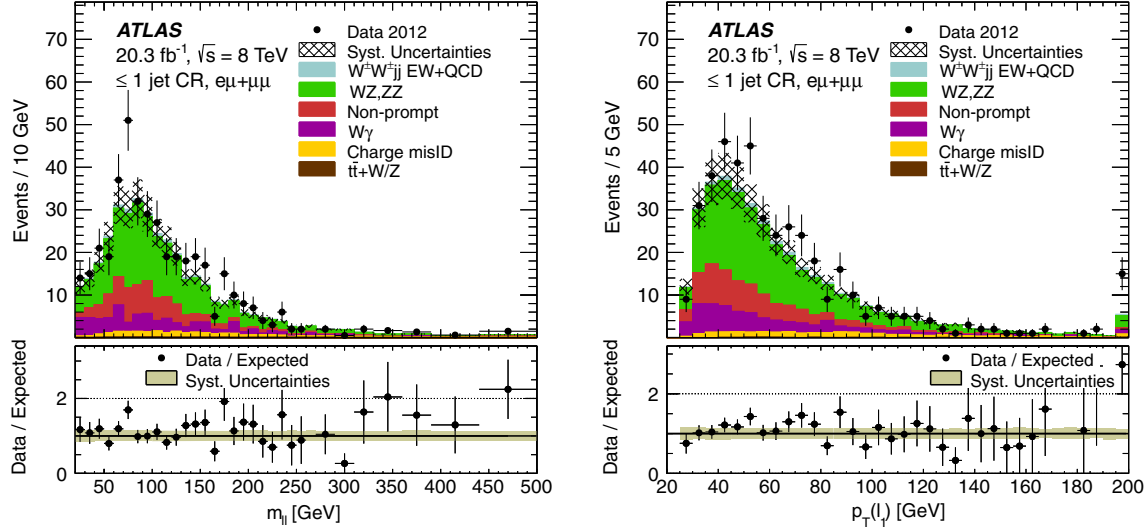 ATLAS
20.3 fb⁻¹, √s = 8 TeV
≤ 1 jet CR, eμ+μμ
Data 2012
Syst. Uncertainties
W±W±jj EW+QCD
WZ,ZZ
Non-prompt
Wγ
Charge misID
tt̄+W/Z
Events / 10 GeV
70
60
50
40
30
20
10
Data / Expected
Syst. Uncertainties
Data / Expected
2
0
50 100 150 200 250 300 350 400 450 500
m_ll [GeV]
ATLAS
20.3 fb⁻¹, √s = 8 TeV
≤ 1 jet CR, eμ+μμ
Data 2012
Syst. Uncertainties
W±W±jj EW+QCD
WZ,ZZ
Non-prompt
Wγ
Charge misID
tt̄+W/Z
Events / 5 GeV
70
60
50
40
30
20
10
Data / Expected
Syst. Uncertainties
Data / Expected
2
0
20 40 60 80 100 120 140 160 180 200
p_T(l_1) [GeV]